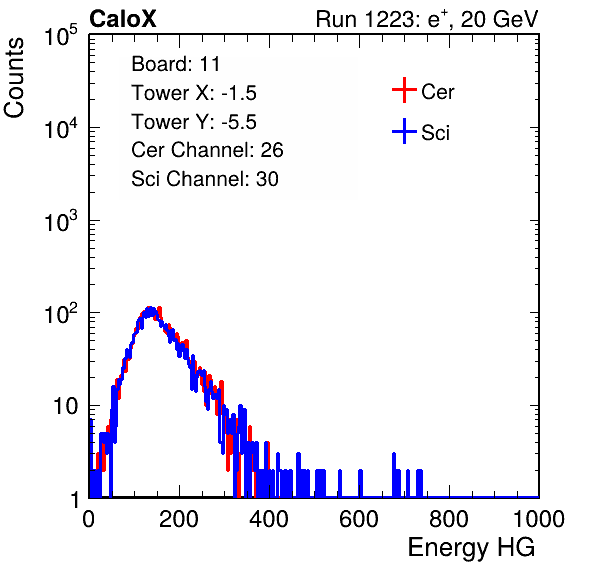 CaloX Run 1223: e⁺, 20 GeV
Counts
10⁵
10⁴
10³
10²
10
1
Board: 11
Tower X: -1.5
Tower Y: -5.5
Cer Channel: 26
Sci Channel: 30
Cer
Sci
0 200 400 600 800 1000
Energy HG